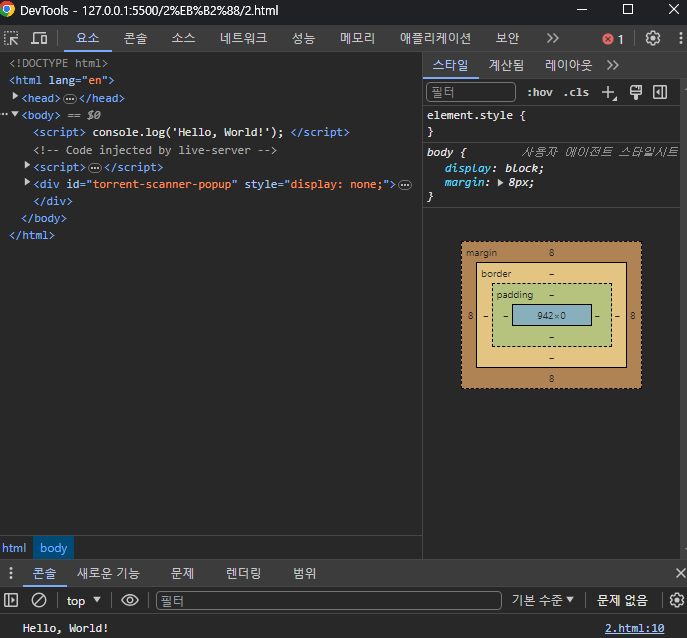 DevTools - 127.0.0.1:5500/2%EB%B2%88/2.html
요소 콘솔 소스 네트워크 성능 메모리 애플리케이션 보안 1
<!DOCTYPE html>
<html lang="en">
<head> </head>
<body> == $0
<script> console.log('Hello, World!'); </script>
<!-- Code injected by live-server -->
<script> </script>
<div id="torrent-scanner-popup" style="display: none;">
</div>
</body>
</html>
html body
스타일 계산됨 레이아웃
필터 :hov .cls
element.style {
}
body { 사용자 에이전트 스타일시트
display: block;
margin: 8px;
}
margin 8
border –
padding –
8 – – 942×0 – – 8
–
–
8
콘솔 새로운 기능 문제 렌더링 범위
top 필터 기본 수준 문제 없음
Hello, World! 2.html:10